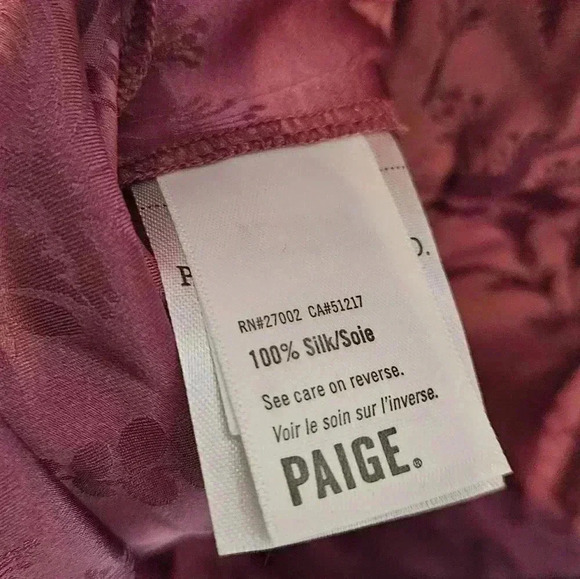 RN#27002 CA#51217
100% Silk/Soie
See care on reverse.
Voir le soin sur l'inverse.
PAIGE®